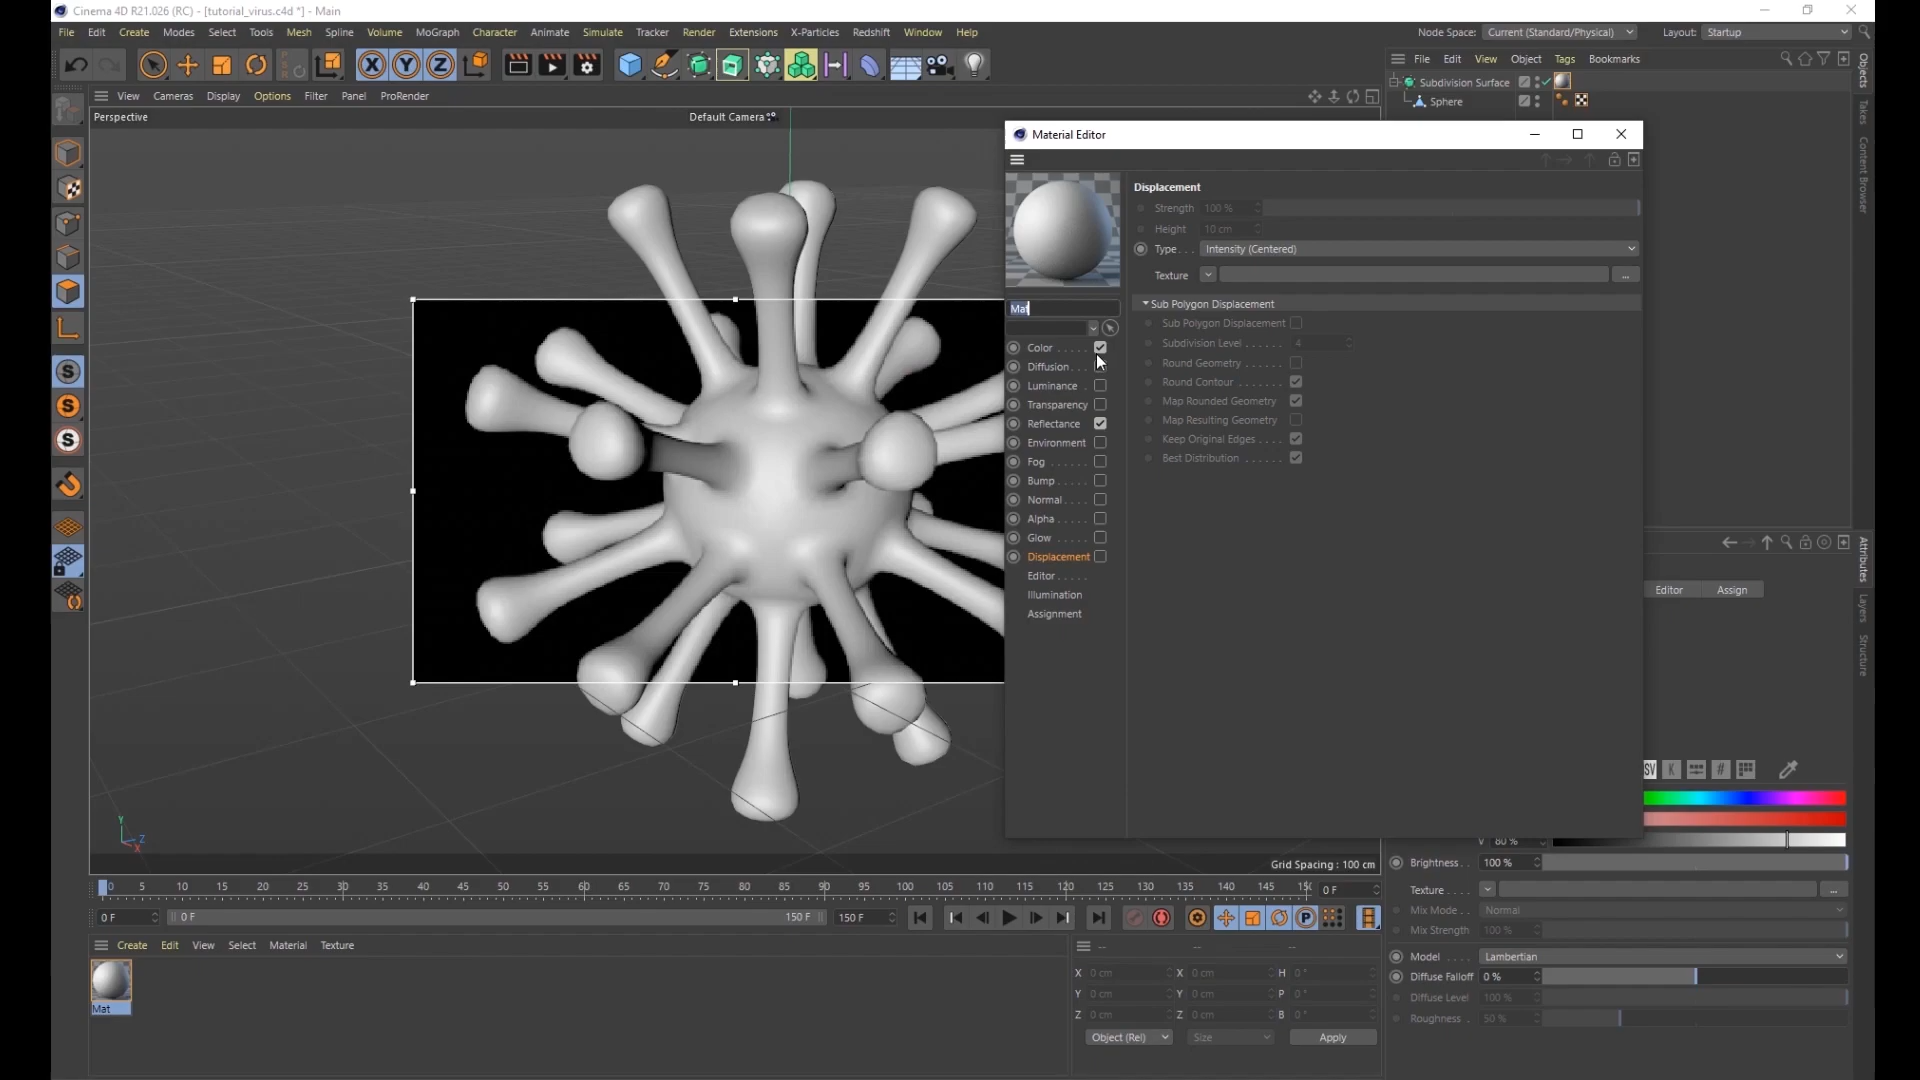 Cinema 4D R21.026 (RC) - [tutorial_virus.c4d *] - Main
File Edit Create Modes Select Tools Mesh Spline Volume MoGraph Character Animate Simulate Tracker Render Extensions X-Particles Redshift Window Help
Node Space: Current (Standard/Physical) Layout: Startup
File Edit View Object Tags Bookmarks
Subdivision Surface
Sphere
View Cameras Display Options Filter Panel ProRender
Perspective
Default Camera
Material Editor
Mat
Color
Diffusion
Luminance
Transparency
Reflectance
Environment
Fog
Bump
Normal
Alpha
Glow
Displacement
Editor
Illumination
Assignment
Displacement
Strength 100 %
Height 10 cm
Type Intensity (Centered)
Texture ...
Sub Polygon Displacement
Sub Polygon Displacement
Subdivision Level 4
Round Geometry
Round Contour
Map Rounded Geometry
Map Resulting Geometry
Keep Original Edges
Best Distribution
Objects
Takes
Content Browser
Attributes
Layers
Structure
Editor Assign
SV K #
V 80 %
Brightness 100 %
Texture ...
Mix Mode Normal
Mix Strength 100 %
Model Lambertian
Diffuse Falloff 0 %
Diffuse Level 100 %
Roughness 50 %
Y
Z
X
Grid Spacing : 100 cm
0 5 10 15 20 25 30 35 40 45 50 55 60 65 70 75 80 85 90 95 100 105 110 115 120 125 130 135 140 145 0 F
0 F 0 F 150 F 150 F
Create Edit View Select Material Texture
Mat
-- -- --
X 0 cm X 0 cm H 0 °
Y 0 cm Y 0 cm P 0 °
Z 0 cm Z 0 cm B 0 °
Object (Rel) Size Apply